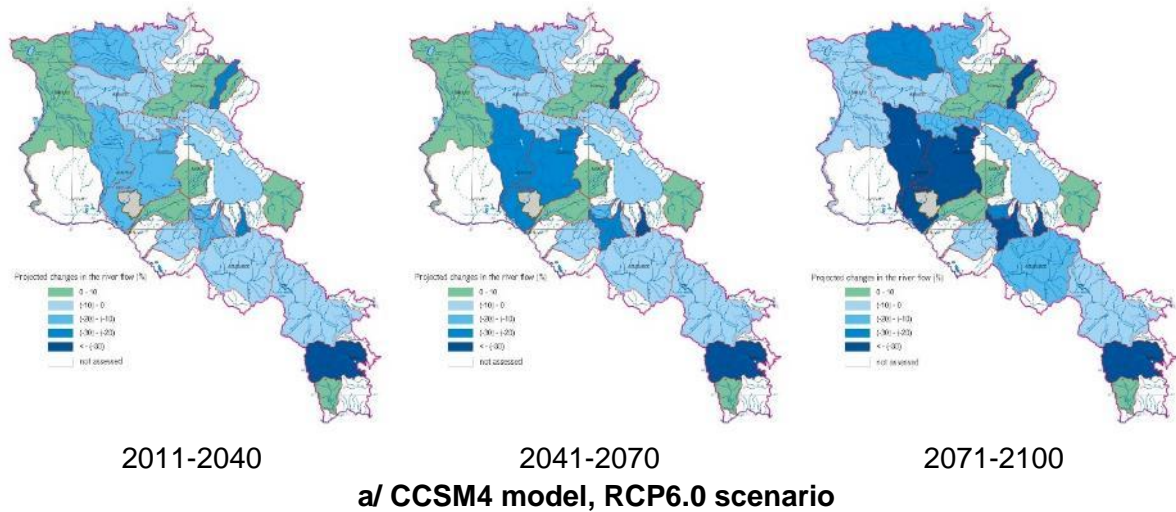 Projected changes in the river flow (%)
0 - 10
(-10) - 0
(-20) - (-10)
(-30) - (-20)
< - (-30)
not assessed
Projected changes in the river flow (%)
0 - 10
(-10) - 0
(-20) - (-10)
(-30) - (-20)
< - (-30)
not assessed
Projected changes in the river flow (%)
0 - 10
(-10) - 0
(-20) - (-10)
(-30) - (-20)
< - (-30)
not assessed
2011-2040
2041-2070
2071-2100
a/ CCSM4 model, RCP6.0 scenario